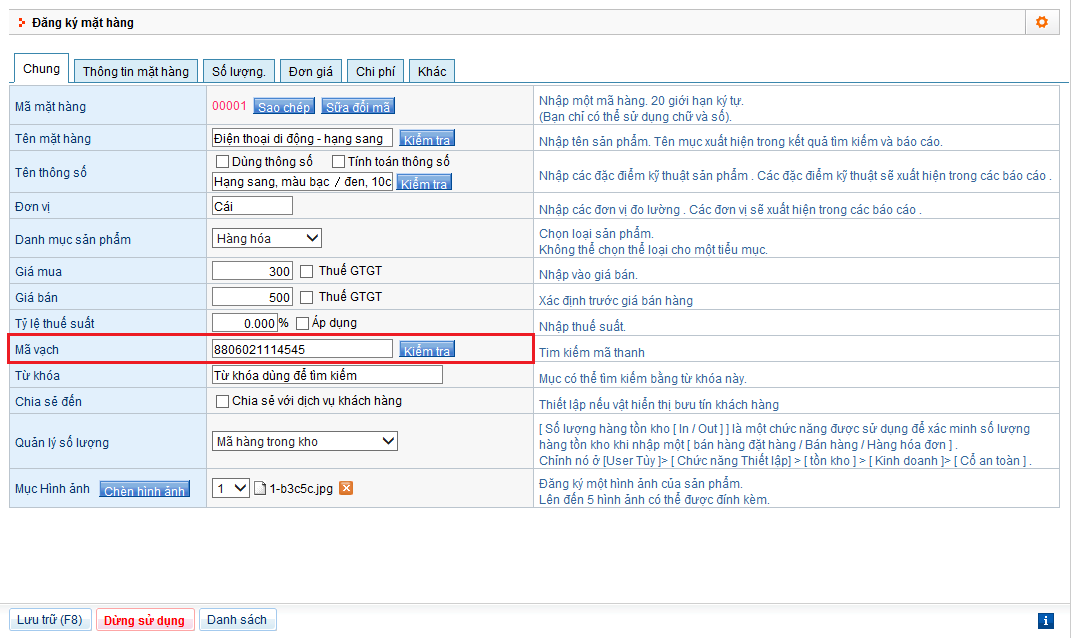 Đăng ký mặt hàng
Chung Thông tin mặt hàng Số lượng. Đơn giá Chi phí Khác
Mã mặt hàng 00001 Sao chép Sửa đổi mã Nhập một mã hàng. 20 giới hạn ký tự.
(Bạn chỉ có thể sử dụng chữ và số).
Tên mặt hàng Điện thoại di động - hạng sang Kiểm tra Nhập tên sản phẩm. Tên mục xuất hiện trong kết quả tìm kiếm và báo cáo.
Tên thông số Dùng thông số Tính toán thông số
Hạng sang, màu bạc / đen, 10c Kiểm tra Nhập các đặc điểm kỹ thuật sản phẩm . Các đặc điểm kỹ thuật sẽ xuất hiện trong các báo cáo .
Đơn vị Cái Nhập các đơn vị đo lường . Các đơn vị sẽ xuất hiện trong các báo cáo .
Danh mục sản phẩm Hàng hóa Chọn loại sản phẩm.
Không thể chọn thể loại cho một tiểu mục.
Giá mua 300 Thuế GTGT Nhập vào giá bán.
Giá bán 500 Thuế GTGT Xác định trước giá bán hàng
Tỷ lệ thuế suất 0.000 % Áp dụng Nhập thuế suất.
Mã vạch 8806021114545 Kiểm tra Tìm kiếm mã thanh
Từ khóa Từ khóa dùng để tìm kiếm Mục có thể tìm kiếm bằng từ khóa này.
Chia sẻ đến Chia sẻ với dịch vụ khách hàng Thiết lập nếu vật hiển thị bưu tín khách hàng
Quản lý số lượng Mã hàng trong kho [ Số lượng hàng tồn kho [ In / Out ] ] là một chức năng được sử dụng để xác minh số lượng
hàng tồn kho khi nhập một [ bán hàng đặt hàng / Bán hàng / Hàng hóa đơn ] .
Chỉnh nó ở [User Tùy ]> [ Chức năng Thiết lập] > [ tồn kho ] > [ Kinh doanh ]> [ Cổ an toàn ] .
Mục Hình ảnh Chèn hình ảnh 1 1-b3c5c.jpg Đăng ký một hình ảnh của sản phẩm.
Lên đến 5 hình ảnh có thể được đính kèm.
Lưu trữ (F8) Dừng sử dụng Danh sách